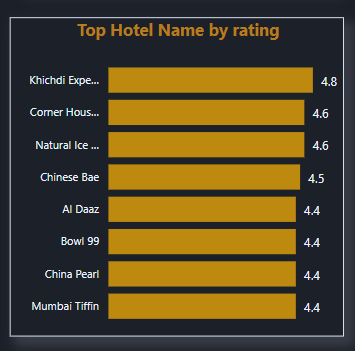 Top Hotel Name by rating
Khichdi Expe... 4.8
Corner Hous... 4.6
Natural Ice ... 4.6
Chinese Bae 4.5
Al Daaz 4.4
Bowl 99 4.4
China Pearl 4.4
Mumbai Tiffin 4.4